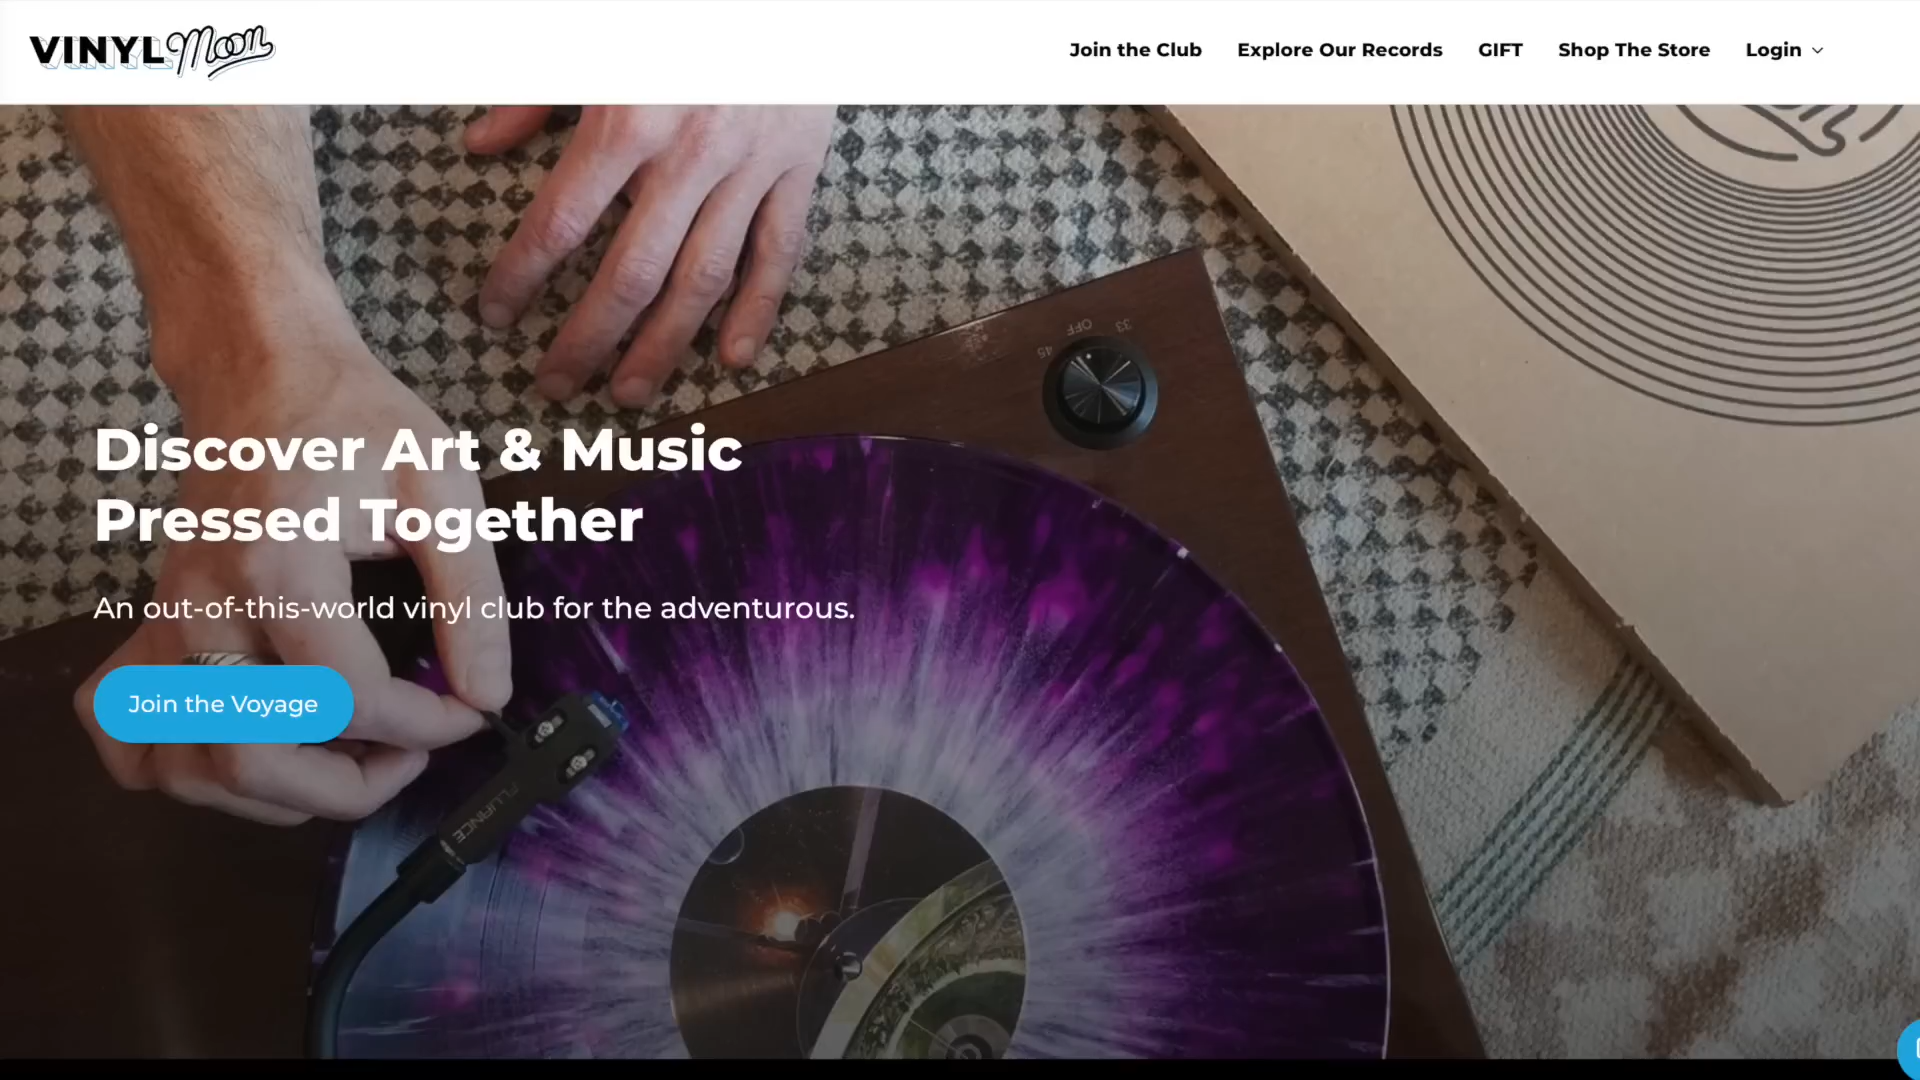 VINYL Moon
Join the Club
Explore Our Records
GIFT
Shop The Store
Login
33
OFF
45
Discover Art & Music
Pressed Together
An out-of-this-world vinyl club for the adventurous.
Join the Voyage
FLUANCE